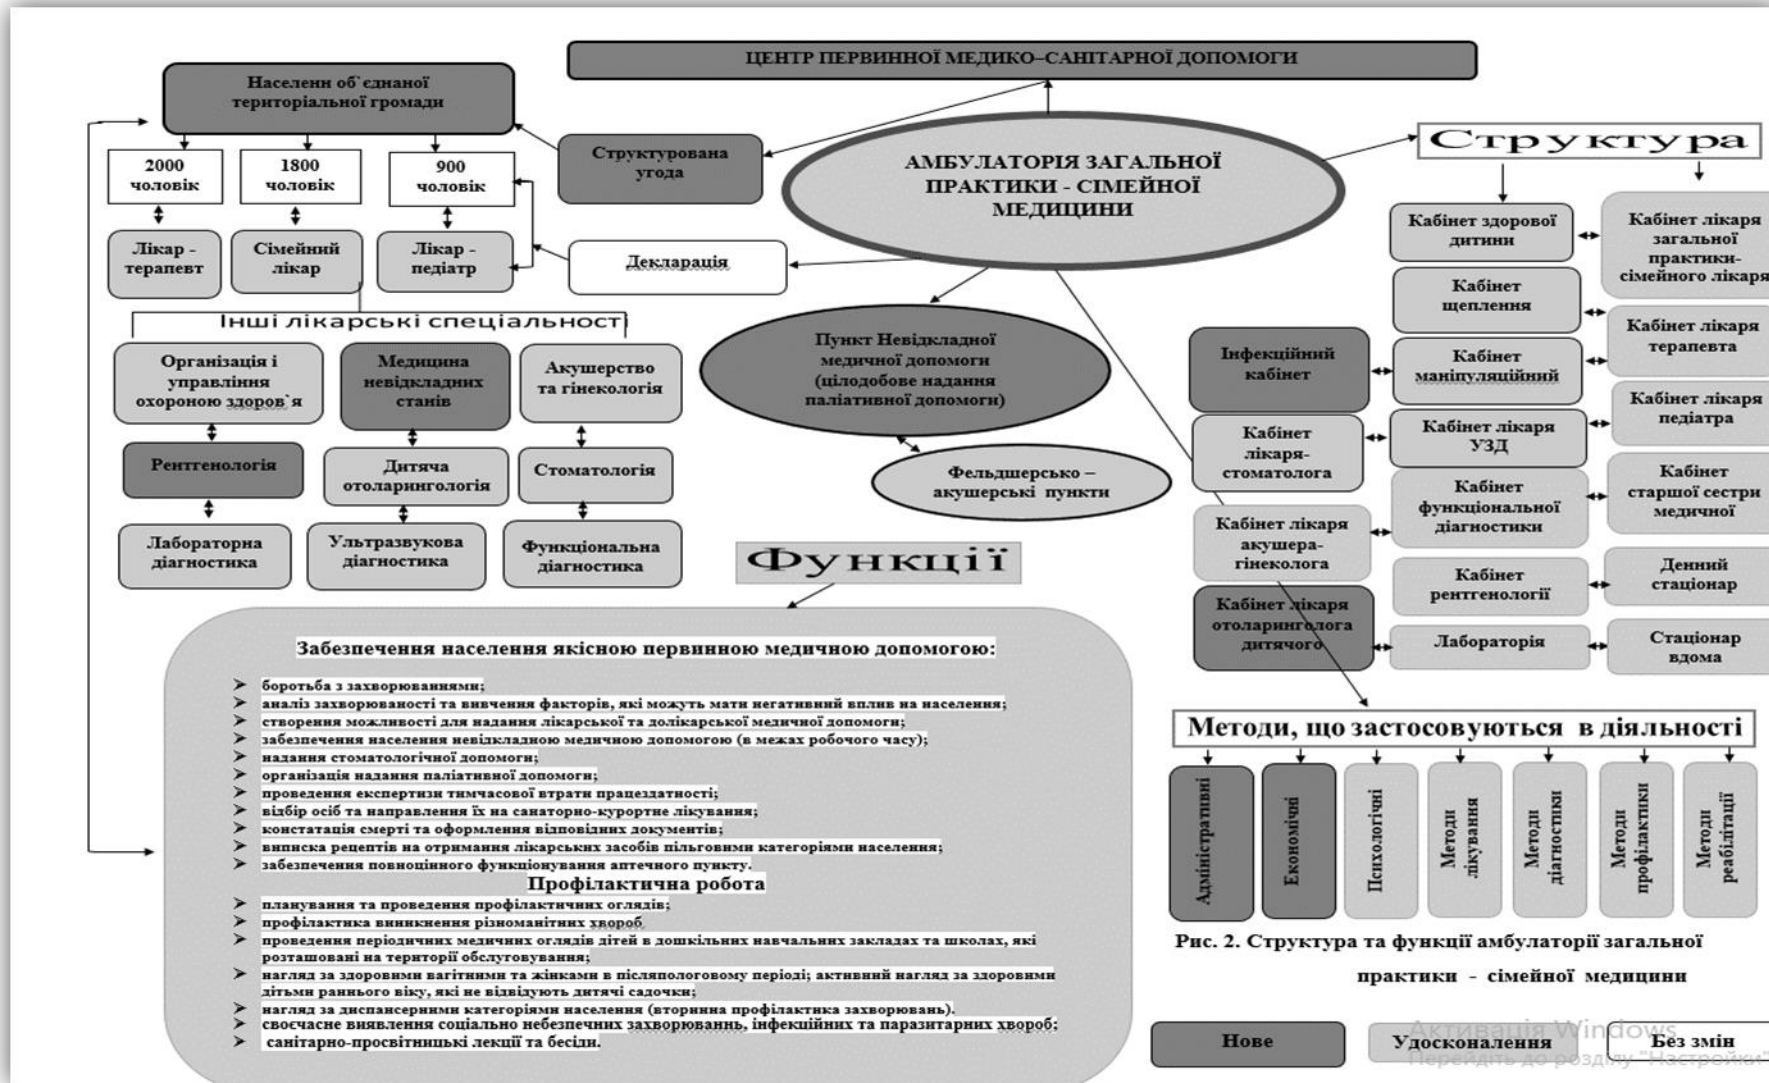 ЦЕНТР ПЕРВИННОЇ МЕДИКО–САНІТАРНОЇ ДОПОМОГИ
Населенн об`єднаної
територіальної громади
Структурована
угода
АМБУЛАТОРІЯ ЗАГАЛЬНОЇ
ПРАКТИКИ - СІМЕЙНОЇ
МЕДИЦИНИ
2000
чоловік
1800
чоловік
900
чоловік
Лікар -
терапевт
Сімейний
лікар
Лікар -
педіатр
Декларація
Інші лікарські спеціальності
Організація і
управління
охороною здоров`я
Медицина
невідкладних
станів
Акушерство
та гінекологія
Рентгенологія
Дитяча
отоларингологія
Стоматологія
Лабораторна
діагностика
Ультразвукова
діагностика
Функціональна
діагностика
Пункт Невідкладної
медичної допомоги
(цілодобове надання
паліативної допомоги)
Фельдшерсько –
акушерські пункти
Структура
Кабінет здорової
дитини
Кабінет лікаря
загальної
практики-
сімейного лікаря
Кабінет
щеплення
Кабінет лікаря
терапевта
Інфекційний
кабінет
Кабінет
маніпуляційний
Кабінет лікаря
педіатра
Кабінет
лікаря-
стоматолога
Кабінет лікаря
УЗД
Кабінет
старшої сестри
медичної
Кабінет
функціональної
діагностики
Кабінет лікаря
акушера-
гінеколога
Кабінет
рентгенології
Денний
стаціонар
Кабінет лікаря
отоларинголога
дитячого
Лабораторія
Стаціонар
вдома
Функції
Забезпечення населення якісною первинною медичною допомогою:
➢ боротьба з захворюваннями;
➢ аналіз захворюваності та вивчення факторів, які можуть мати негативний вплив на населення;
➢ створення можливості для надання лікарської та долікарської медичної допомоги;
➢ забезпечення населення невідкладною медичною допомогою (в межах робочого часу);
➢ надання стоматологічної допомоги;
➢ організація надання паліативної допомоги;
➢ проведення експертизи тимчасової втрати працездатності;
➢ відбір осіб та направлення їх на санаторно-курортне лікування;
➢ констатація смерті та оформлення відповідних документів;
➢ виписка рецептів на отримання лікарських засобів пільговими категоріями населення;
➢ забезпечення повноцінного функціонування аптечного пункту.
Профілактична робота
➢ планування та проведення профілактичних оглядів;
➢ профілактика виникнення різноманітних хвороб
➢ проведення періодичних медичних оглядів дітей в дошкільних навчальних закладах та школах, які
розташовані на території обслуговування;
➢ нагляд за здоровими вагітними та жінками в післяпологовому періоді; активний нагляд за здоровими
дітьми раннього віку, які не відвідують дитячі садочки;
➢ нагляд за диспансерними категоріями населення (вторинна профілактика захворювань).
➢ своєчасне виявлення соціально небезпечних захворюваннь, інфекційних та паразитарних хвороб;
➢ санітарно-просвітницькі лекції та бесіди.
Методи, що застосовуються в діяльності
Адміністративні
Економічні
Психологічні
Методи
лікування
Методи
діагностики
Методи
профілактики
Методи
реабілітації
Рис. 2. Структура та функції амбулаторії загальної
практики - сімейної медицини
Нове
Удосконалення
Без змін
Активація Windows
Перейдіть до розділу "Настройки"